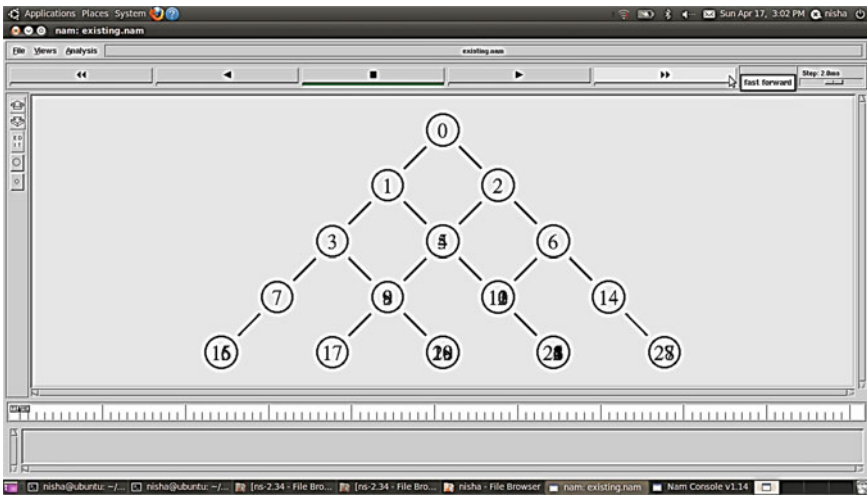 Applications Places System
Sun Apr 17, 3:02 PM nisha
nam: existing.nam
File Views Analysis existing.nam
Step: 2.0ms
fast forward
0
1 2
3 6
7 14
17
nisha@ubuntu: ~/... nisha@ubuntu: ~/... [ns-2.34 - File Bro... [ns-2.34 - File Bro... nisha - File Browser nam: existing.nam Nam Console v1.14